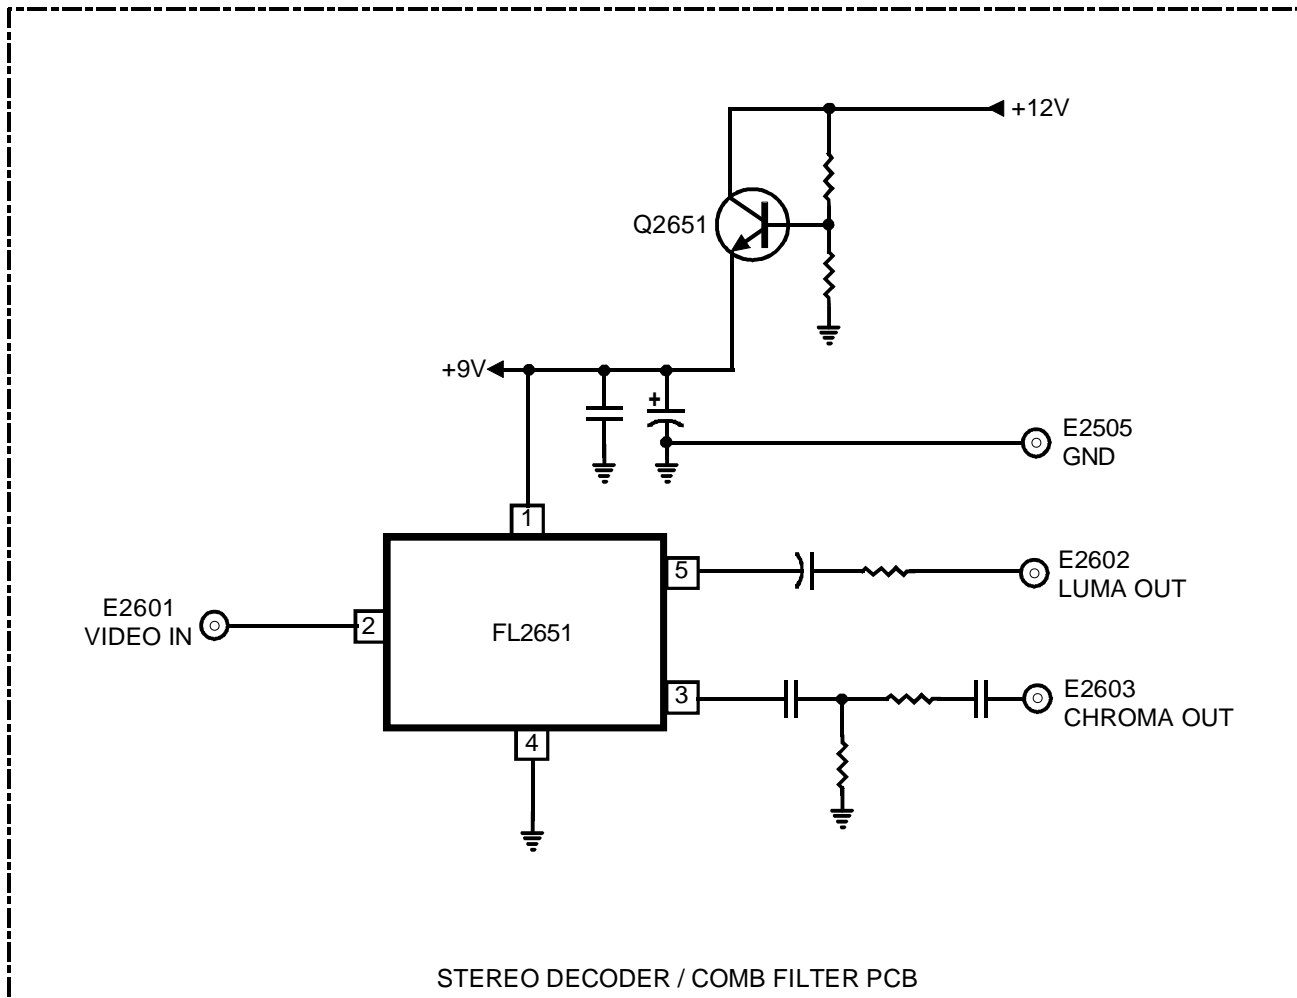 +12V
Q2651
+9V
+
E2505
GND
1
5
E2602
LUMA OUT
E2601
VIDEO IN
2
FL2651
3
E2603
CHROMA OUT
4
STEREO DECODER / COMB FILTER PCB